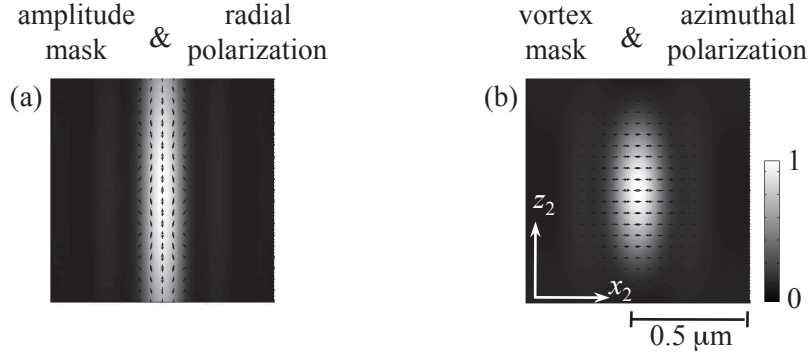 amplitude mask & radial polarization
vortex mask & azimuthal polarization
(a)
(b)
z2
x2
1
0
0.5 μm